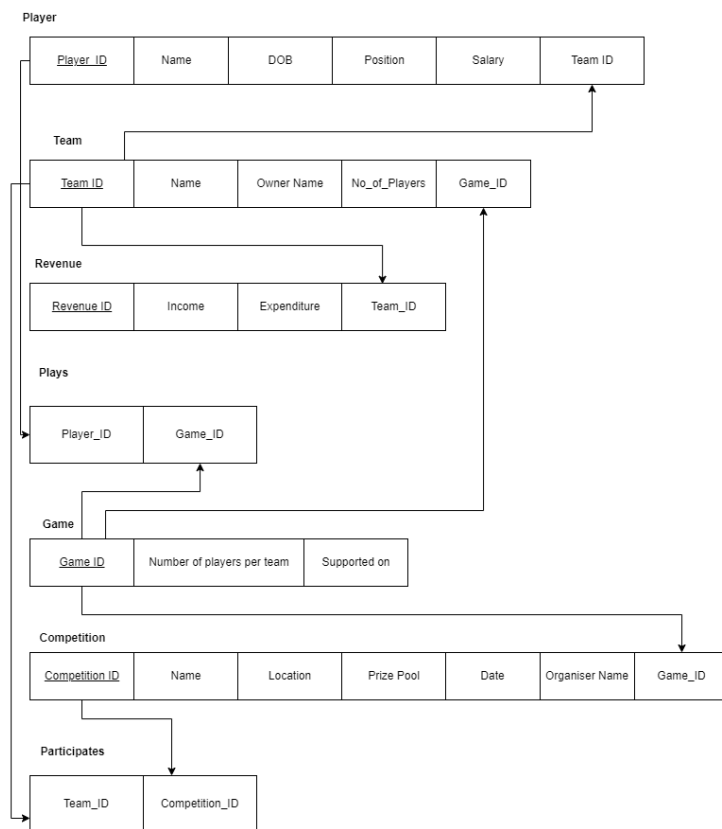 Player
Player_ID Name DOB Position Salary Team ID
Team
Team ID Name Owner Name No_of_Players Game_ID
Revenue
Revenue ID Income Expenditure Team_ID
Plays
Player_ID Game_ID
Game
Game ID Number of players per team Supported on
Competition
Competition ID Name Location Prize Pool Date Organiser Name Game_ID
Participates
Team_ID Competition_ID